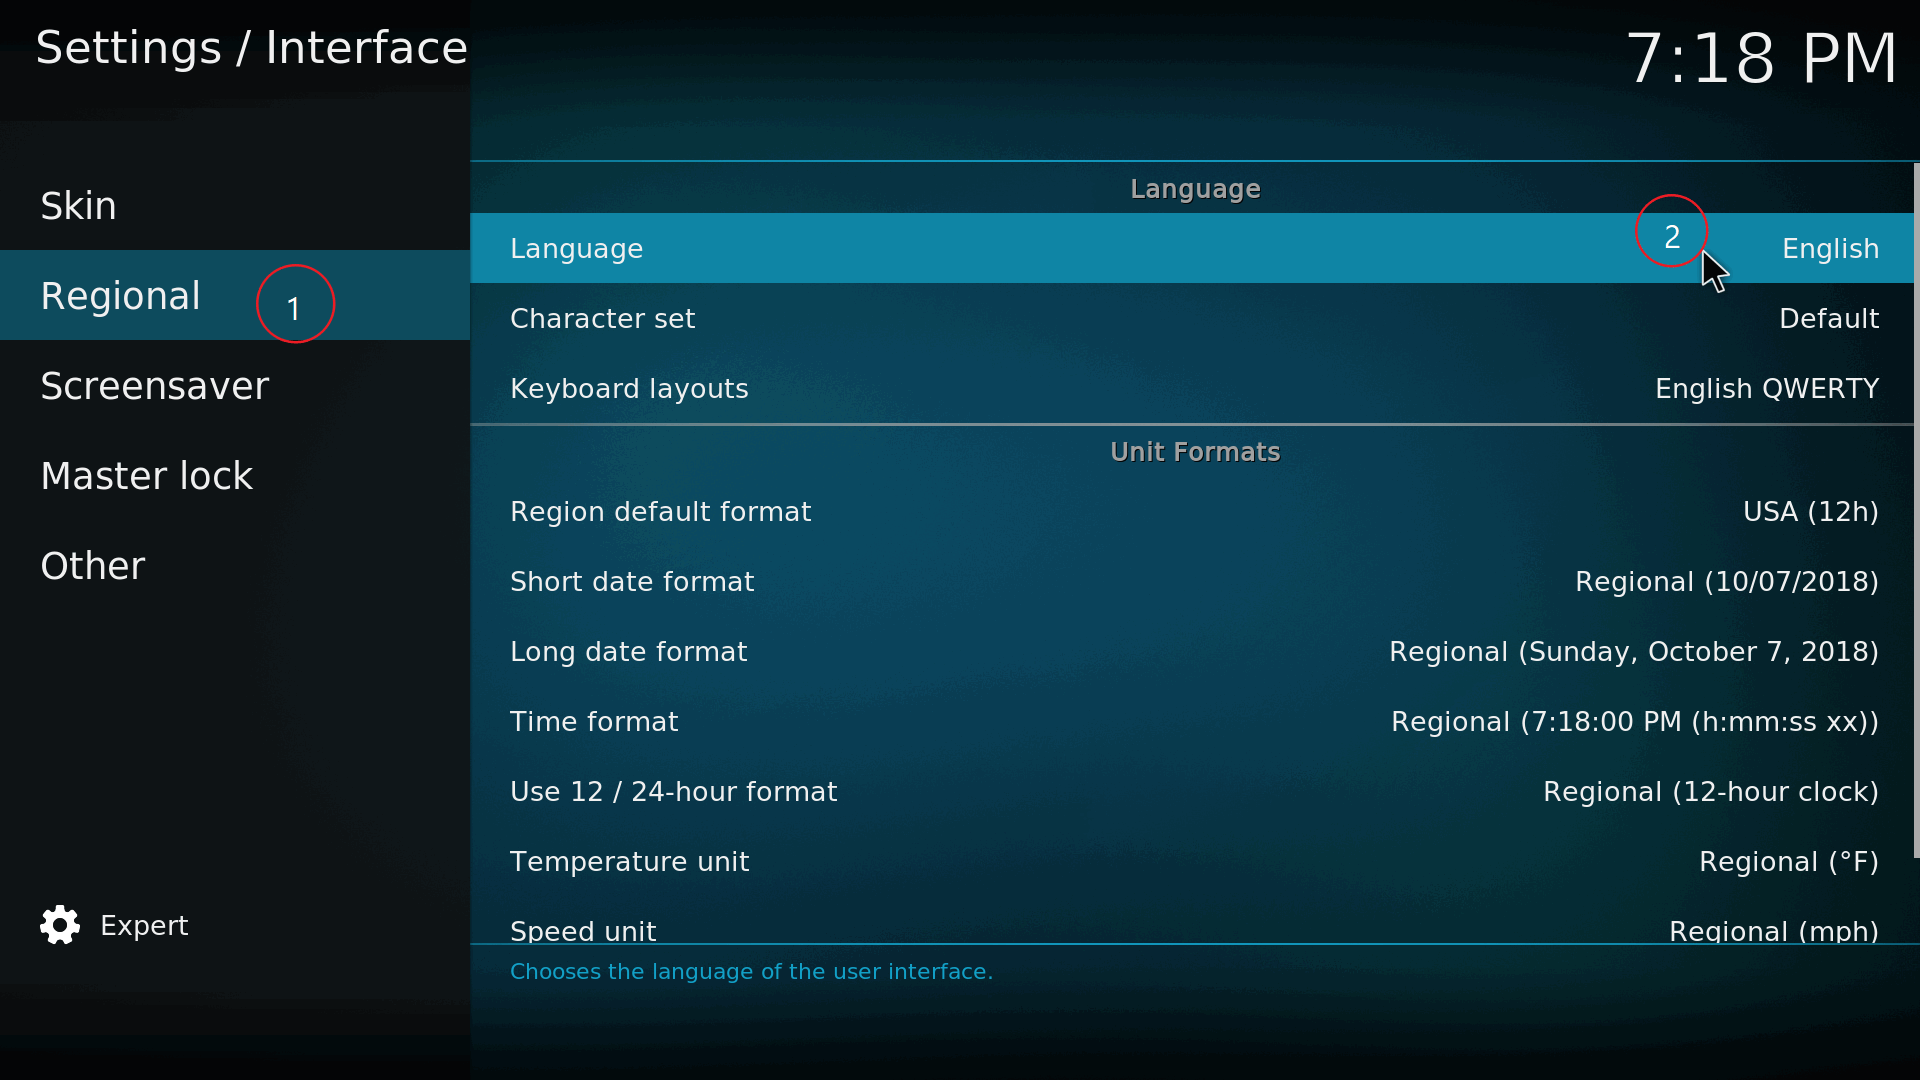 Settings / Interface
7:18 PM
Skin
Regional 1
Screensaver
Master lock
Other
Expert
Language
Language 2 English
Character set Default
Keyboard layouts English QWERTY
Unit Formats
Region default format USA (12h)
Short date format Regional (10/07/2018)
Long date format Regional (Sunday, October 7, 2018)
Time format Regional (7:18:00 PM (h:mm:ss xx))
Use 12 / 24-hour format Regional (12-hour clock)
Temperature unit Regional (°F)
Speed unit Regional (mph)
Chooses the language of the user interface.